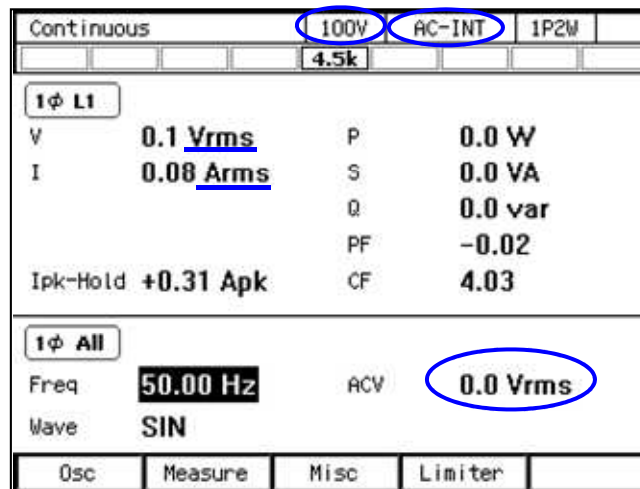 Continuous 100V AC-INT 1P2W
4.5k
1ϕ L1
V 0.1 Vrms P 0.0 W
I 0.08 Arms S 0.0 VA
Q 0.0 var
PF -0.02
Ipk-Hold +0.31 Apk CF 4.03
1ϕ All
Freq 50.00 Hz ACV 0.0 Vrms
Wave SIN
Osc Measure Misc Limiter